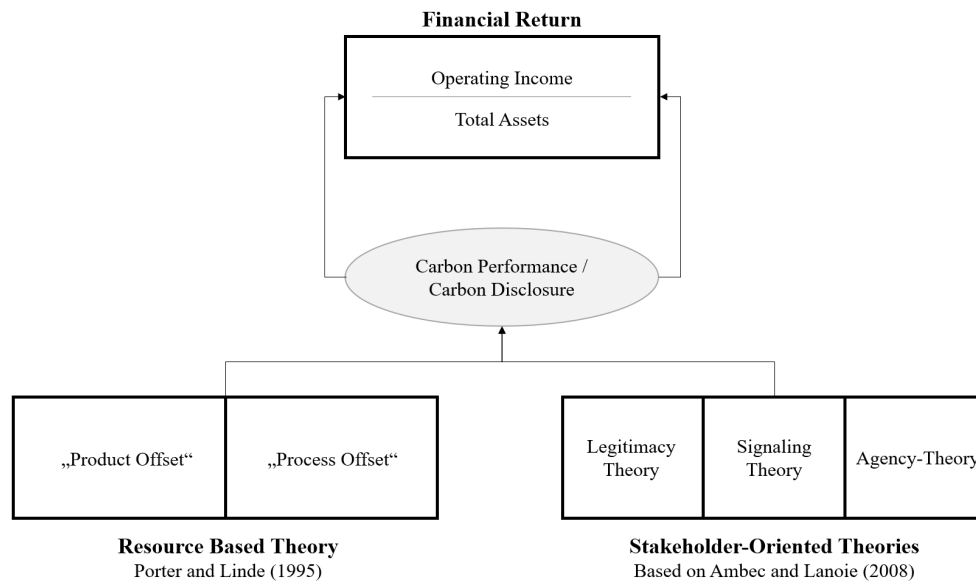 Financial Return
Operating Income
Total Assets
Carbon Performance /
Carbon Disclosure
„Product Offset“
„Process Offset“
Legitimacy
Theory
Signaling
Theory
Agency-Theory
Resource Based Theory
Porter and Linde (1995)
Stakeholder-Oriented Theories
Based on Ambec and Lanoie (2008)